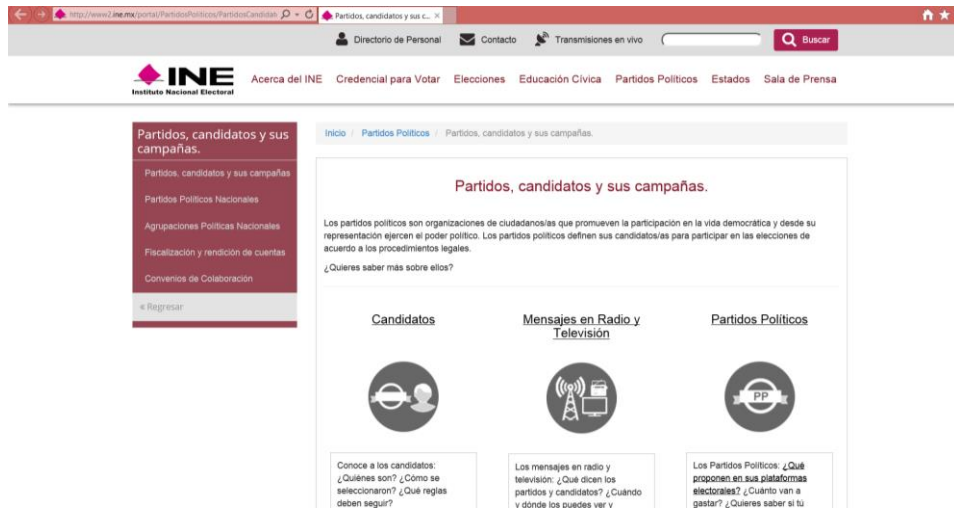 http://www2.ine.mx/portal/PartidosPoliticos/PartidosCandidat
Partidos, candidatos y sus c...
Directorio de Personal
Contacto
Transmisiones en vivo
Buscar
INE
Instituto Nacional Electoral
Acerca del INE
Credencial para Votar
Elecciones
Educación Cívica
Partidos Políticos
Estados
Sala de Prensa
Partidos, candidatos y sus
campañas.
Partidos, candidatos y sus campañas
Partidos Políticos Nacionales
Agrupaciones Políticas Nacionales
Fiscalización y rendición de cuentas
Convenios de Colaboración
« Regresar
Inicio / Partidos Políticos / Partidos, candidatos y sus campañas.
Partidos, candidatos y sus campañas.
Los partidos políticos son organizaciones de ciudadanos/as que promueven la participación en la vida democrática y desde su
representación ejercen el poder político. Los partidos políticos definen sus candidatos/as para participar en las elecciones de
acuerdo a los procedimientos legales.
¿Quieres saber más sobre ellos?
Candidatos
Conoce a los candidatos:
¿Quiénes son? ¿Cómo se
seleccionaron? ¿Qué reglas
deben seguir?
Mensajes en Radio y
Televisión
Los mensajes en radio y
televisión: ¿Qué dicen los
partidos y candidatos? ¿Cuándo
y dónde los puedes ver y
Partidos Políticos
PP
Los Partidos Políticos: ¿Qué
proponen en sus plataformas
electorales? ¿Cuánto van a
gastar? ¿Quieres saber si tú